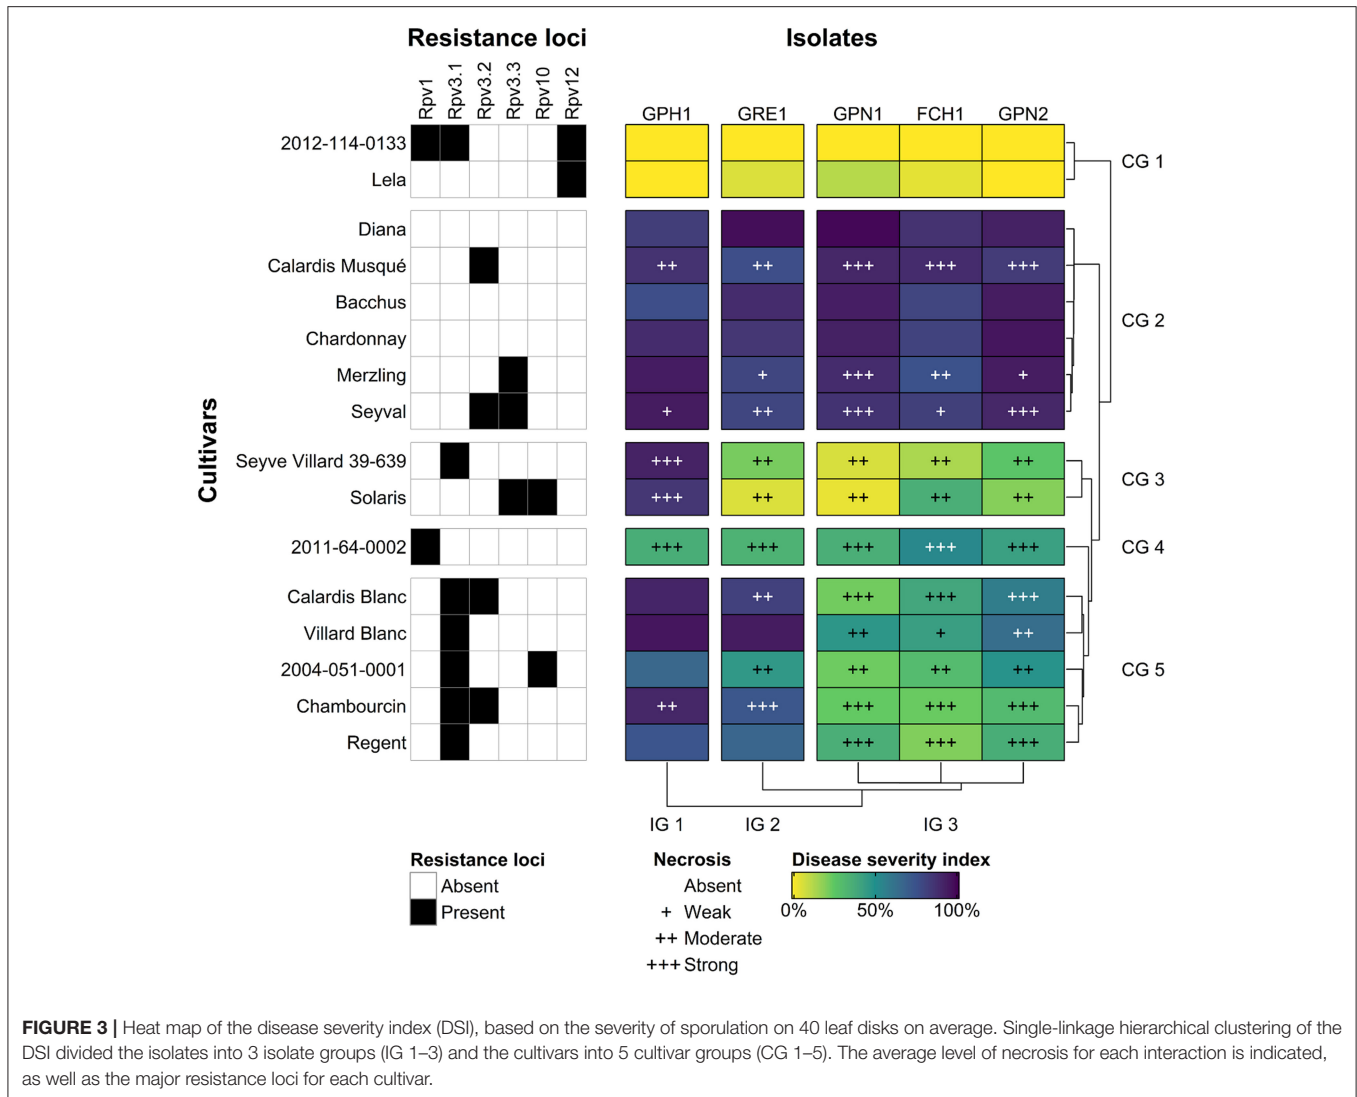 Resistance loci
Isolates
Rpv1
Rpv3.1
Rpv3.2
Rpv3.3
Rpv10
Rpv12
GPH1 GRE1 GPN1 FCH1 GPN2
2012-114-0133
CG 1
Lela
Diana
Calardis Musqué ++ ++ +++ +++ +++
Bacchus
CG 2
Chardonnay
Merzling + +++ ++ +
Seyval + ++ +++ + +++
Cultivars
Seyve Villard 39-639 +++ ++ ++ ++ ++
CG 3
Solaris +++ ++ ++ ++ ++
2011-64-0002 +++ +++ +++ +++ +++ CG 4
Calardis Blanc ++ +++ +++ +++
Villard Blanc ++ + ++
2004-051-0001 ++ ++ ++ ++ CG 5
Chambourcin ++ +++ +++ +++ +++
Regent +++ +++ +++
IG 1 IG 2 IG 3
Resistance loci
Absent
Present
Necrosis
Absent
+ Weak
++ Moderate
+++ Strong
Disease severity index
0% 50% 100%
FIGURE 3 | Heat map of the disease severity index (DSI), based on the severity of sporulation on 40 leaf disks on average. Single-linkage hierarchical clustering of the
DSI divided the isolates into 3 isolate groups (IG 1–3) and the cultivars into 5 cultivar groups (CG 1–5). The average level of necrosis for each interaction is indicated,
as well as the major resistance loci for each cultivar.